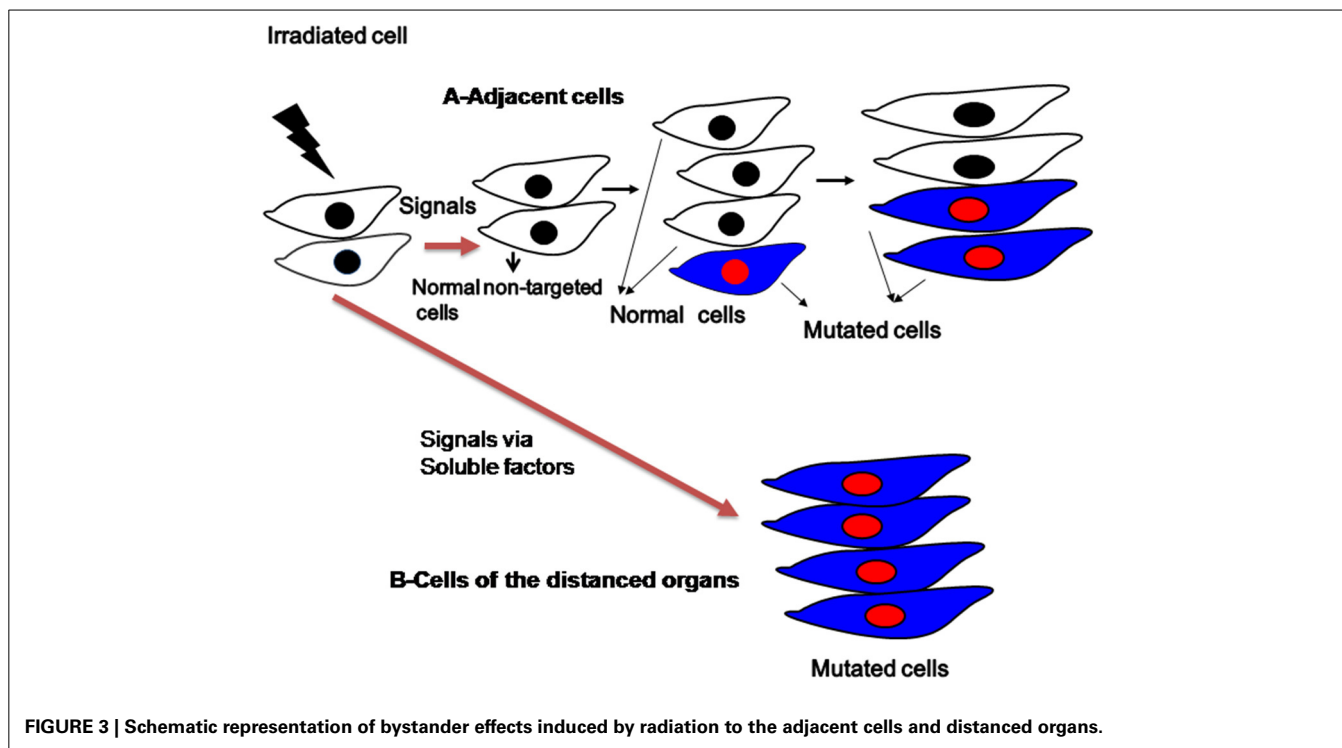 Irradiated cell
A-Adjacent cells
Signals
Normal non-targeted
cells
Normal cells
Mutated cells
Signals via
Soluble factors
B-Cells of the distanced organs
Mutated cells
FIGURE 3 | Schematic representation of bystander effects induced by radiation to the adjacent cells and distanced organs.